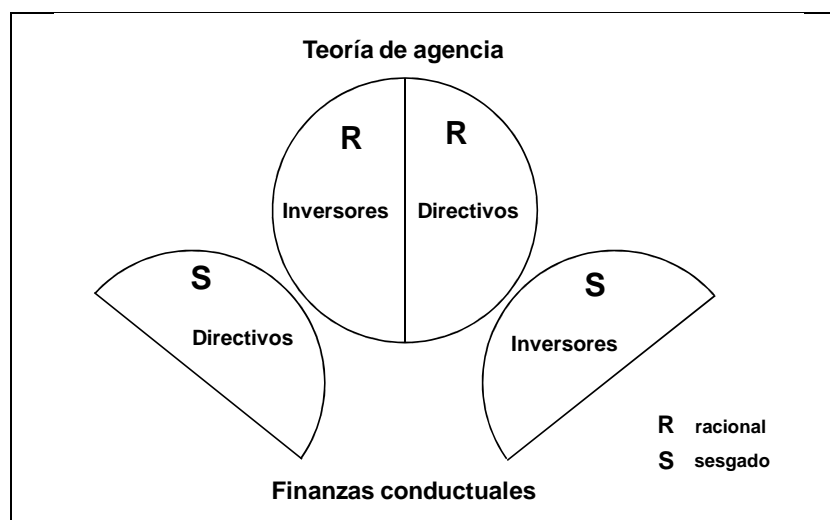 Teoría de agencia
R R
Inversores Directivos
S
Directivos
S
Inversores
R racional
S sesgado
Finanzas conductuales